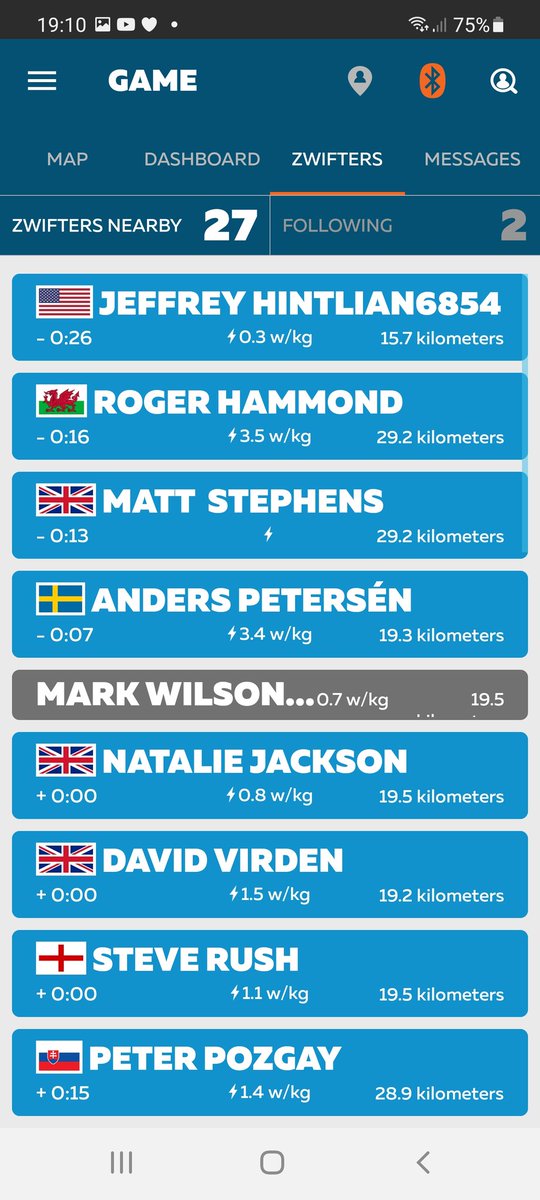 19:10 75%
GAME
MAP DASHBOARD ZWIFTERS MESSAGES
ZWIFTERS NEARBY 27 FOLLOWING 2
JEFFREY HINTLIAN6854
- 0:26 0.3 w/kg 15.7 kilometers
ROGER HAMMOND
- 0:16 3.5 w/kg 29.2 kilometers
MATT STEPHENS
- 0:13 29.2 kilometers
ANDERS PETERSÉN
- 0:07 3.4 w/kg 19.3 kilometers
MARK WILSON... 0.7 w/kg 19.5
NATALIE JACKSON
+ 0:00 0.8 w/kg 19.5 kilometers
DAVID VIRDEN
+ 0:00 1.5 w/kg 19.2 kilometers
STEVE RUSH
+ 0:00 1.1 w/kg 19.5 kilometers
PETER POZGAY
+ 0:15 1.4 w/kg 28.9 kilometers